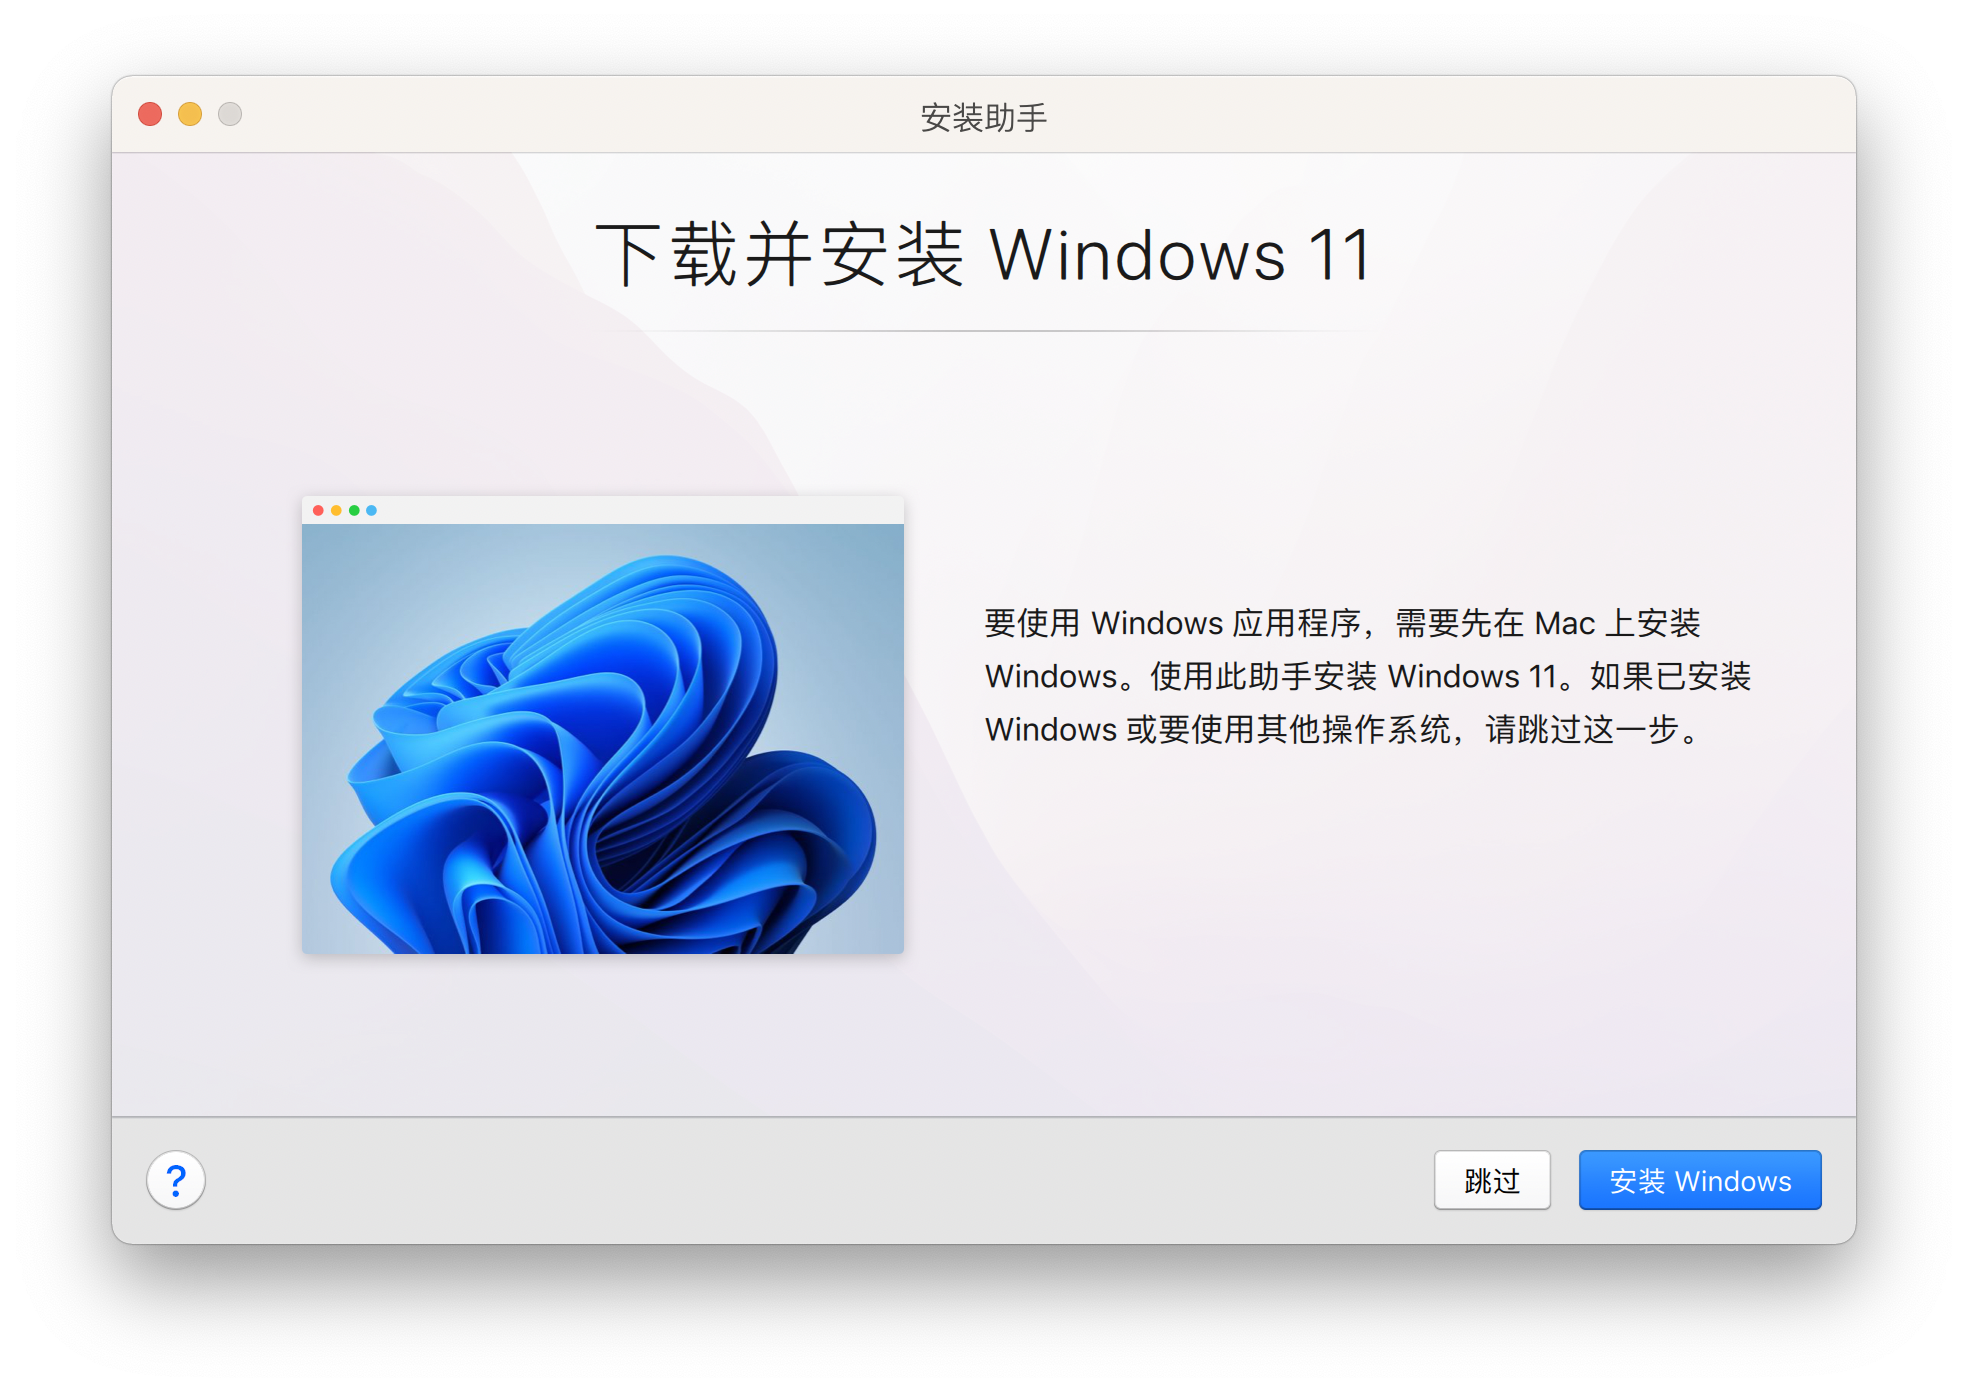 安装助手
下载并安装 Windows 11
要使用 Windows 应用程序，需要先在 Mac 上安装
Windows。使用此助手安装 Windows 11。如果已安装
Windows 或要使用其他操作系统，请跳过这一步。
?
跳过
安装 Windows